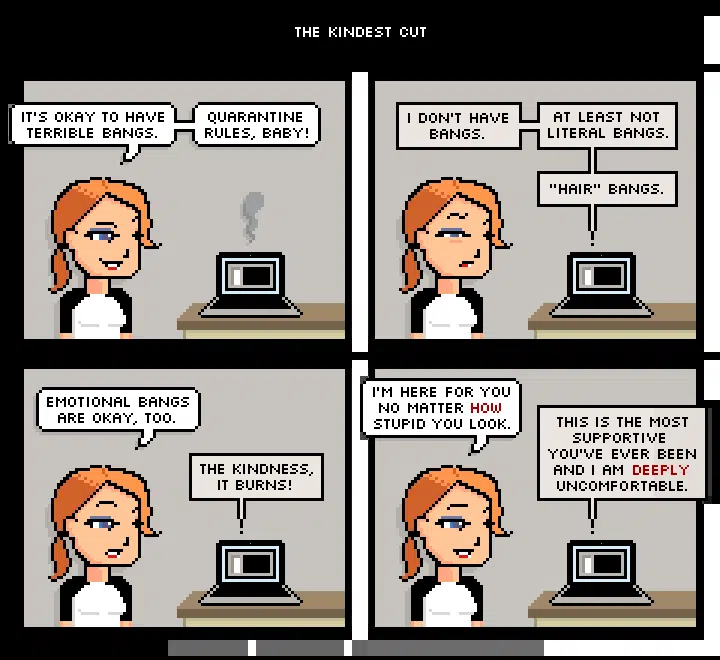 THE KINDEST CUT
IT'S OKAY TO HAVE
TERRIBLE BANGS.
QUARANTINE
RULES, BABY!
I DON'T HAVE
BANGS.
AT LEAST NOT
LITERAL BANGS.
"HAIR" BANGS.
EMOTIONAL BANGS
ARE OKAY, TOO.
THE KINDNESS,
IT BURNS!
I'M HERE FOR YOU
NO MATTER HOW
STUPID YOU LOOK.
THIS IS THE MOST
SUPPORTIVE
YOU'VE EVER BEEN
AND I AM DEEPLY
UNCOMFORTABLE.